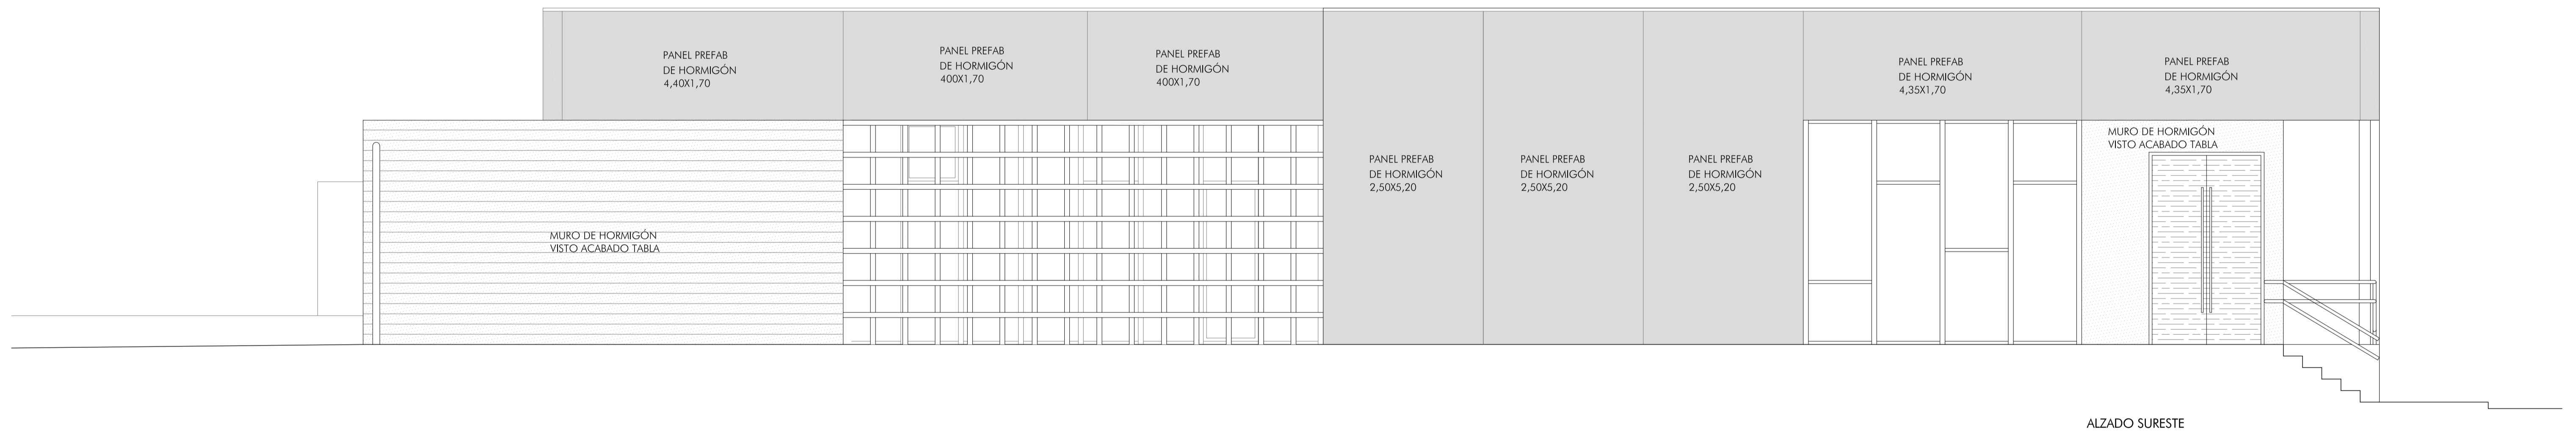 PANEL PREFAB
DE HORMIGÓN
4,40X1,70
PANEL PREFAB
DE HORMIGÓN
400X1,70
PANEL PREFAB
DE HORMIGÓN
400X1,70
PANEL PREFAB
DE HORMIGÓN
4,35X1,70
PANEL PREFAB
DE HORMIGÓN
4,35X1,70
MURO DE HORMIGÓN
VISTO ACABADO TABLA
PANEL PREFAB
DE HORMIGÓN
2,50X5,20
PANEL PREFAB
DE HORMIGÓN
2,50X5,20
PANEL PREFAB
DE HORMIGÓN
2,50X5,20
MURO DE HORMIGÓN
VISTO ACABADO TABLA
ALZADO SURESTE